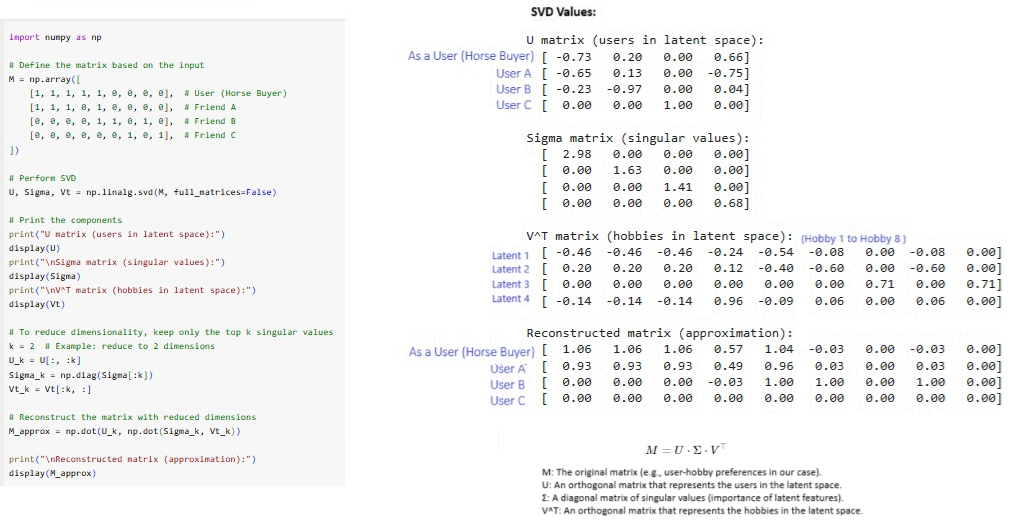 import numpy as np
# Define the matrix based on the input
M = np.array([
[1, 1, 1, 1, 1, 0, 0, 0, 0], # User (Horse Buyer)
[1, 1, 1, 0, 1, 0, 0, 0, 0], # Friend A
[0, 0, 0, 0, 1, 1, 0, 1, 0], # Friend B
[0, 0, 0, 0, 0, 0, 1, 0, 1], # Friend C
])
# Perform SVD
U, Sigma, Vt = np.linalg.svd(M, full_matrices=False)
# Print the components
print("U matrix (users in latent space):")
display(U)
print("\nSigma matrix (singular values):")
display(Sigma)
print("\nV^T matrix (hobbies in latent space):")
display(Vt)
# To reduce dimensionality, keep only the top k singular values
k = 2 # Example: reduce to 2 dimensions
U_k = U[:, :k]
Sigma_k = np.diag(Sigma[:k])
Vt_k = Vt[:k, :]
# Reconstruct the matrix with reduced dimensions
M_approx = np.dot(U_k, np.dot(Sigma_k, Vt_k))
print("\nReconstructed matrix (approximation):")
display(M_approx)
SVD Values:
U matrix (users in latent space):
As a User (Horse Buyer) [ -0.73 0.20 0.00 0.66]
User A [ -0.65 0.13 0.00 -0.75]
User B [ -0.23 -0.97 0.00 0.04]
User C [ 0.00 0.00 1.00 0.00]
Sigma matrix (singular values):
[ 2.98 0.00 0.00 0.00]
[ 0.00 1.63 0.00 0.00]
[ 0.00 0.00 1.41 0.00]
[ 0.00 0.00 0.00 0.68]
V^T matrix (hobbies in latent space): (Hobby 1 to Hobby 8 )
Latent 1 [ -0.46 -0.46 -0.46 -0.24 -0.54 -0.08 0.00 -0.08 0.00]
Latent 2 [ 0.20 0.20 0.20 0.12 -0.40 -0.60 0.00 -0.60 0.00]
Latent 3 [ 0.00 0.00 0.00 0.00 0.00 0.00 0.71 0.00 0.71]
Latent 4 [ -0.14 -0.14 -0.14 0.96 -0.09 0.06 0.00 0.06 0.00]
Reconstructed matrix (approximation):
As a User (Horse Buyer) [ 1.06 1.06 1.06 0.57 1.04 -0.03 0.00 -0.03 0.00]
User A [ 0.93 0.93 0.93 0.49 0.96 0.03 0.00 0.03 0.00]
User B [ 0.00 0.00 0.00 -0.03 1.00 1.00 0.00 1.00 0.00]
User C [ 0.00 0.00 0.00 0.00 0.00 0.00 0.00 0.00 0.00]
M = U · Σ · V⊤
M: The original matrix (e.g., user-hobby preferences in our case).
U: An orthogonal matrix that represents the users in the latent space.
Σ: A diagonal matrix of singular values (importance of latent features).
V^T: An orthogonal matrix that represents the hobbies in the latent space.